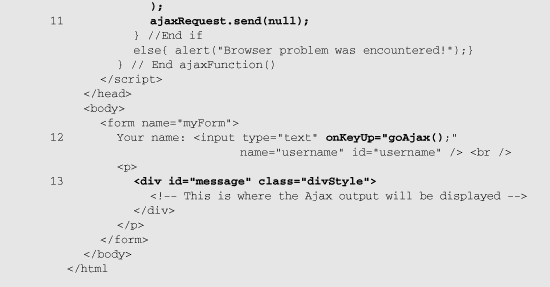 );
11 ajaxRequest.send(null);
} //End if
else{ alert("Browser problem was encountered!");}
} // End ajaxFunction()
</script>
</head>
<body>
<form name="myForm">
12 Your name: <input type="text" onKeyUp="goAjax();"
name="username" id="username" /> <br />
<p>
13 <div id="message" class="divStyle">
<!-- This is where the Ajax output will be displayed -->
</div>
</p>
</form>
</body>
</html